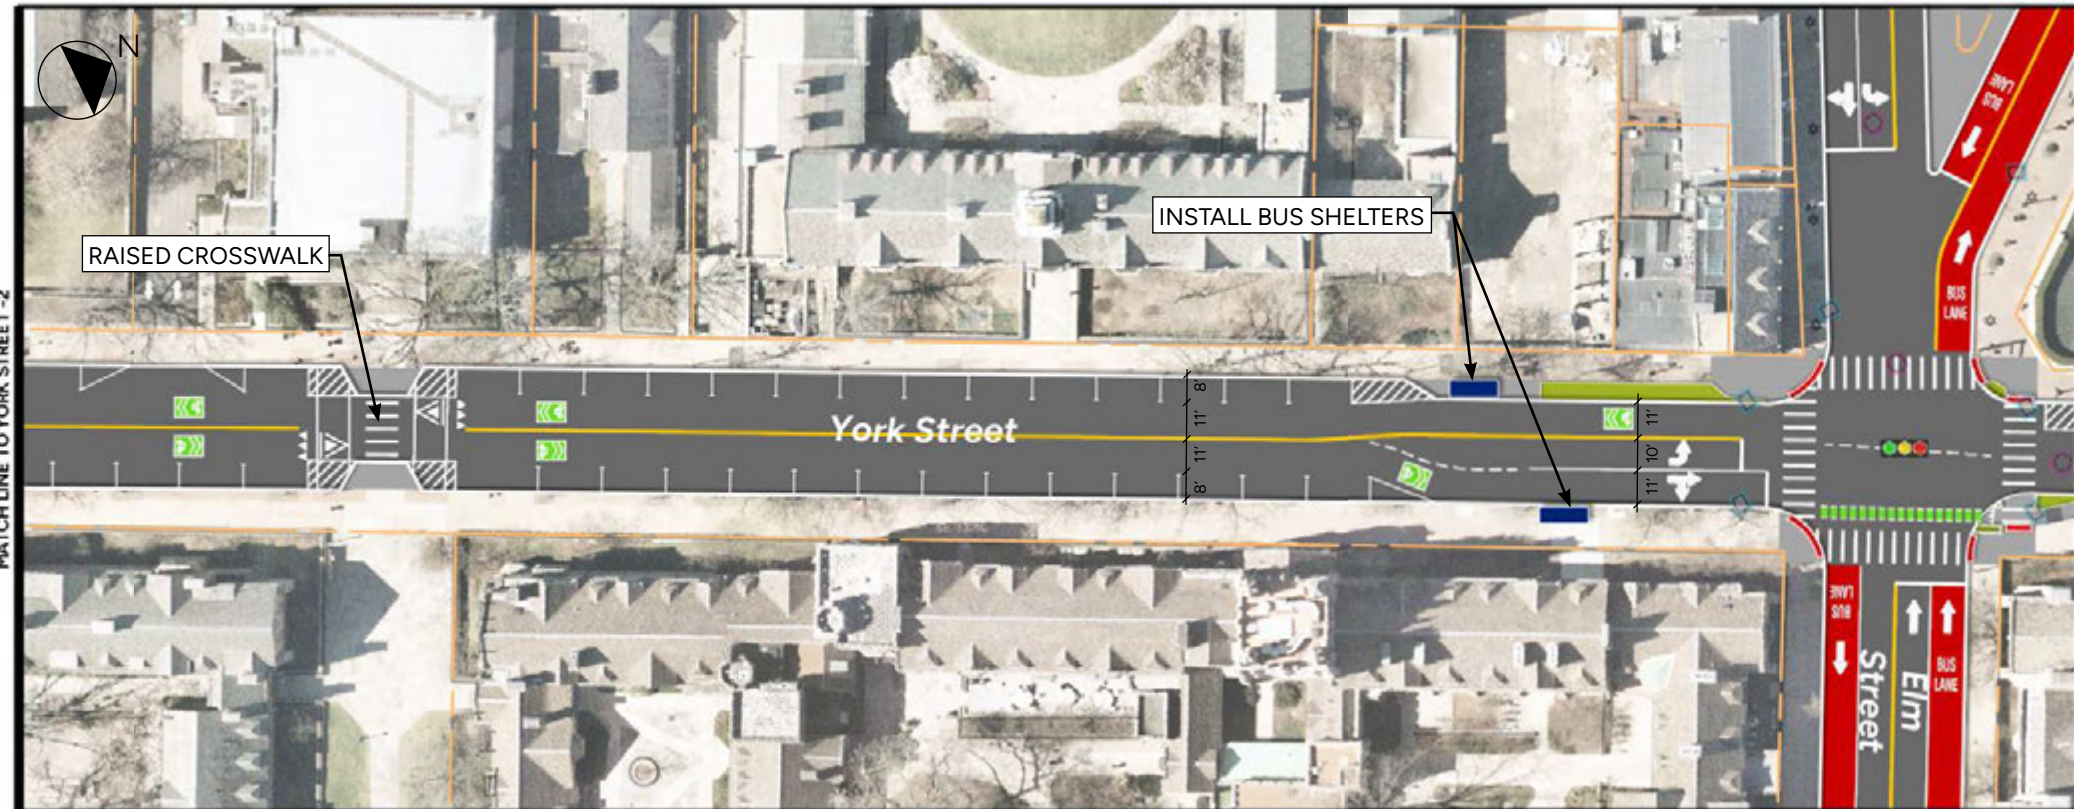 N
MATCH LINE TO YORK STREET -2
RAISED CROSSWALK
INSTALL BUS SHELTERS
York Street
8'
11'
11'
8'
11'
10'
11'
BUS
LANE
BUS
LANE
BUS
LANE
Street
Elm
BUS
LANE